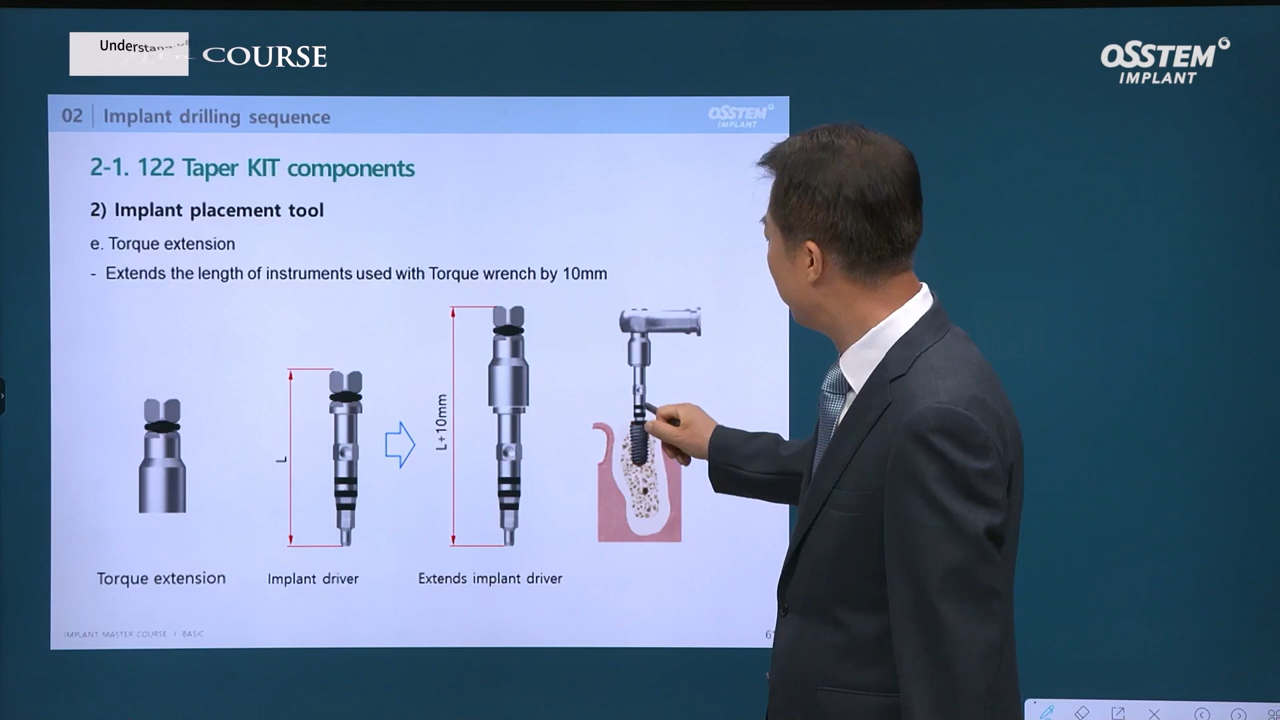 COURSE
OSSTEM
IMPLANT
02 Implant drilling sequence
OSSTEM
IMPLANT
2-1. 122 Taper KIT components
2) Implant placement tool
e. Torque extension
- Extends the length of instruments used with Torque wrench by 10mm
L
L+10mm
Torque extension
Implant driver
Extends implant driver
IMPLANT MASTER COURSE I BASIC